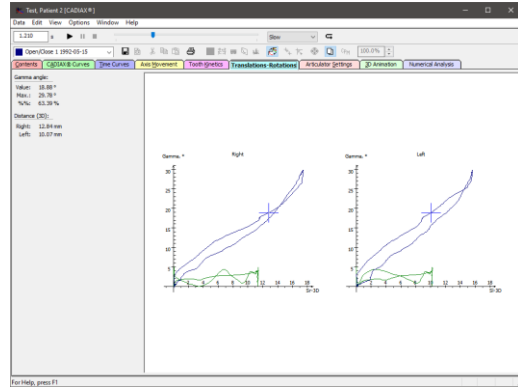 Test, Patient 2 [CADIAX®]
Data Edit View Options Window Help
1.210 s Slow
Open/Close 1 1992-05-15 100.0%
Contents CADIAX® Curves Time Curves Axis Movement Tooth-Kinetics Translations-Rotations Articulator Settings 3D Animation Numerical Analysis
Gamma angle:
Value: 18.88 °
Max.: 29.78 °
%%: 63.39 %
Distance (3D):
Right: 12.84 mm
Left: 10.07 mm
Gamma, ° Right
30
25
20
15
10
5
4 6 8 10 12 14 16 18
Si-3D
Gamma, ° Left
30
25
20
15
10
5
4 6 8 10 12 14 16 18
Si-3D
For Help, press F1